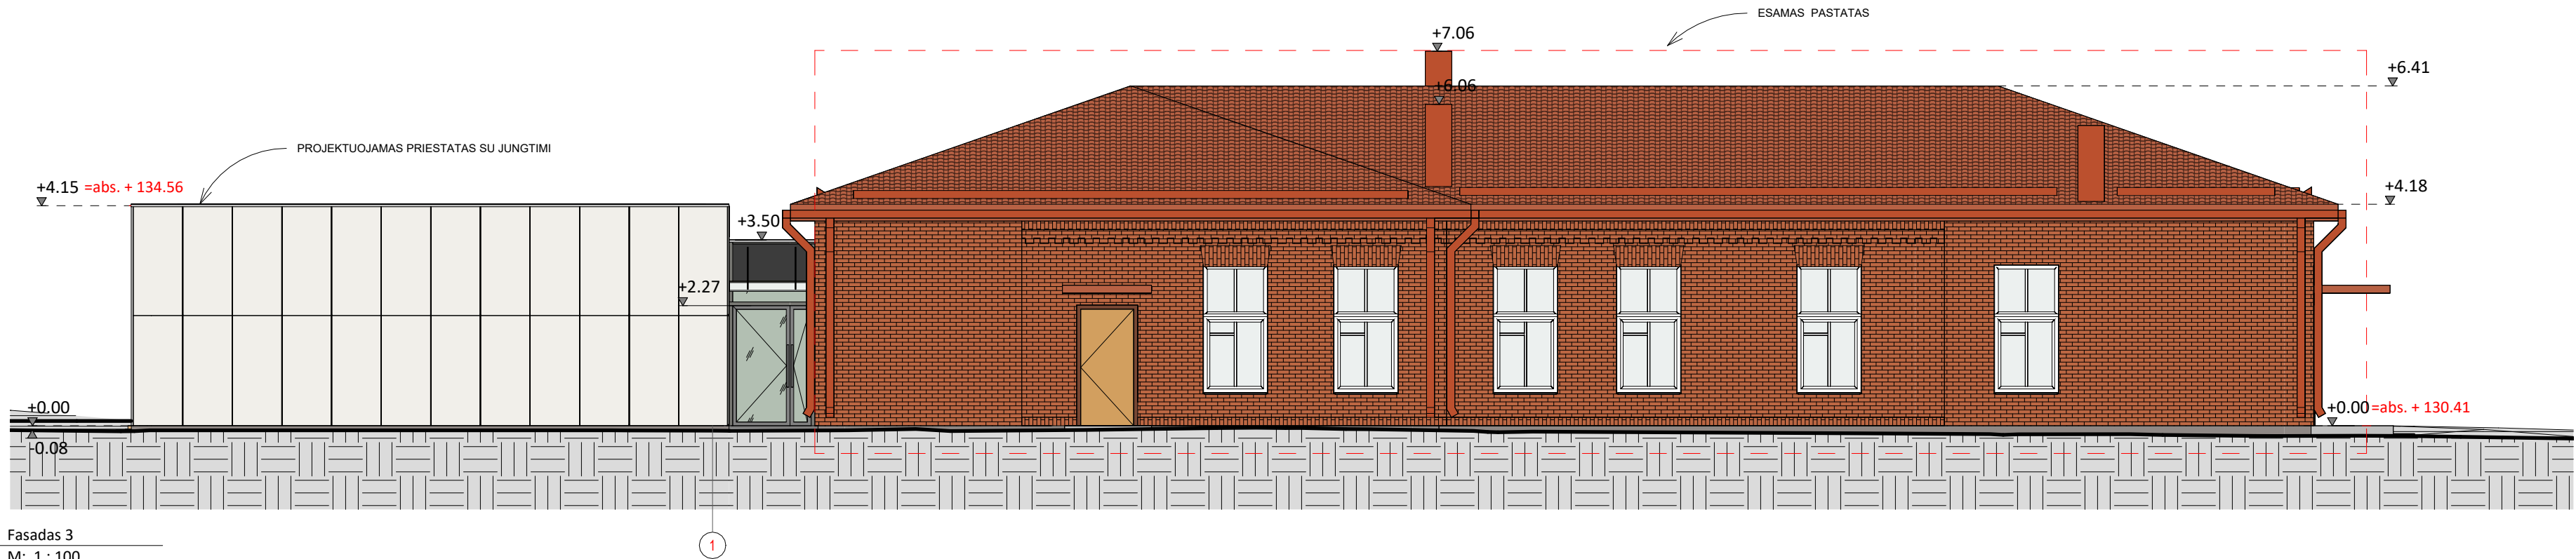 ESAMAS PASTATAS
+7.06
+6.41
+6.06
PROJEKTUOJAMAS PRIESTATAS SU JUNGTIMI
+4.15 =abs. + 134.56
+4.18
+3.50
+2.27
+0.00
+0.00 =abs. + 130.41
-0.08
Fasadas 3
1
M: 1 : 100